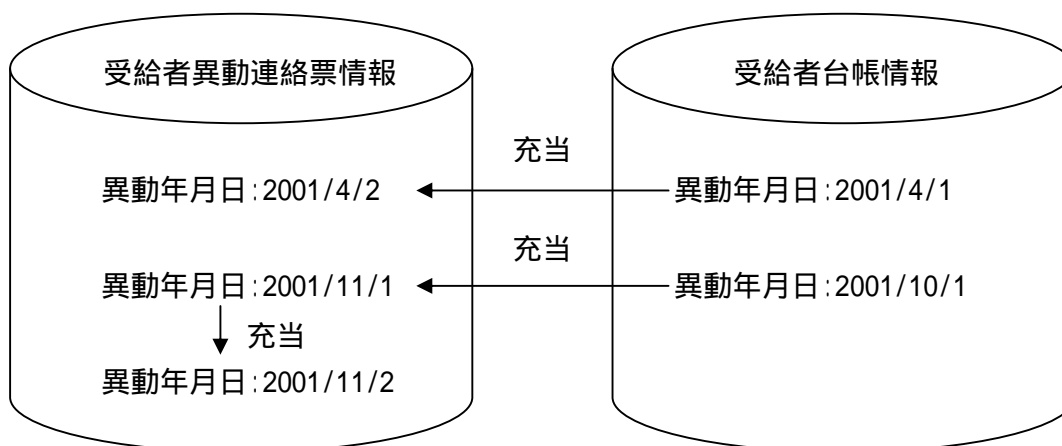 受給者異動連絡票情報
受給者台帳情報
充当
異動年月日:2001/4/2
異動年月日:2001/4/1
充当
異動年月日:2001/11/1
異動年月日:2001/10/1
充当
異動年月日:2001/11/2